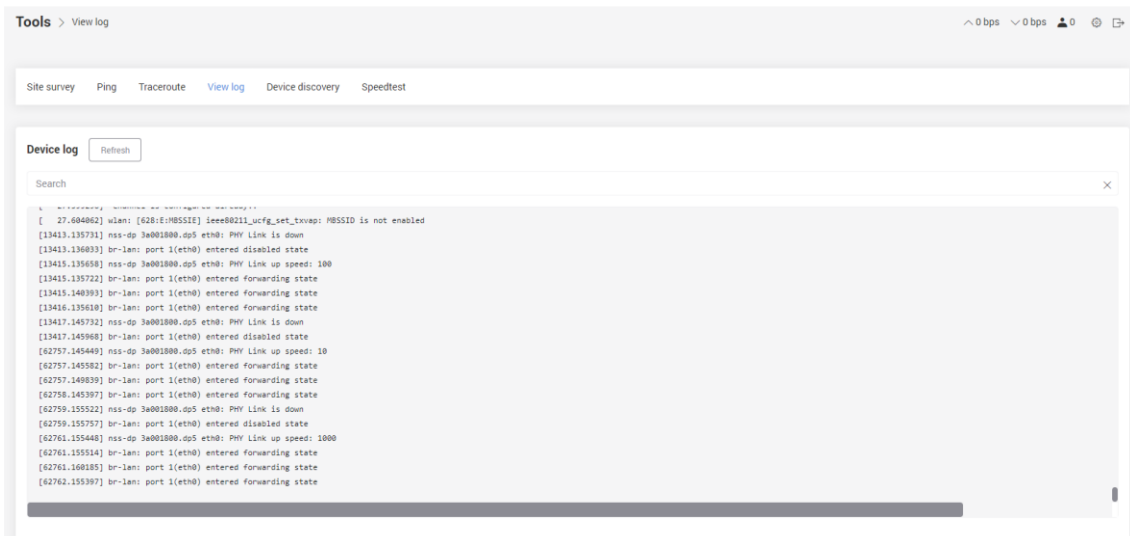 Tools > View log
0 bps 0 bps 0
Site survey Ping Traceroute View log Device discovery Speedtest
Device log Refresh
Search
[ 27.604062] wlan: [628:E:MBSSIE] ieee80211_ucfg_set_txvap: MBSSID is not enabled
[13413.135731] nss-dp 3a001800.dp5 eth0: PHY Link is down
[13413.136033] br-lan: port 1(eth0) entered disabled state
[13415.135658] nss-dp 3a001800.dp5 eth0: PHY Link up speed: 100
[13415.135722] br-lan: port 1(eth0) entered forwarding state
[13415.140393] br-lan: port 1(eth0) entered forwarding state
[13416.135610] br-lan: port 1(eth0) entered forwarding state
[13417.145732] nss-dp 3a001800.dp5 eth0: PHY Link is down
[13417.145968] br-lan: port 1(eth0) entered disabled state
[62757.145449] nss-dp 3a001800.dp5 eth0: PHY Link up speed: 10
[62757.145582] br-lan: port 1(eth0) entered forwarding state
[62757.149839] br-lan: port 1(eth0) entered forwarding state
[62758.145397] br-lan: port 1(eth0) entered forwarding state
[62759.155522] nss-dp 3a001800.dp5 eth0: PHY Link is down
[62759.155757] br-lan: port 1(eth0) entered disabled state
[62761.155448] nss-dp 3a001800.dp5 eth0: PHY Link up speed: 1000
[62761.155514] br-lan: port 1(eth0) entered forwarding state
[62761.160185] br-lan: port 1(eth0) entered forwarding state
[62762.155397] br-lan: port 1(eth0) entered forwarding state